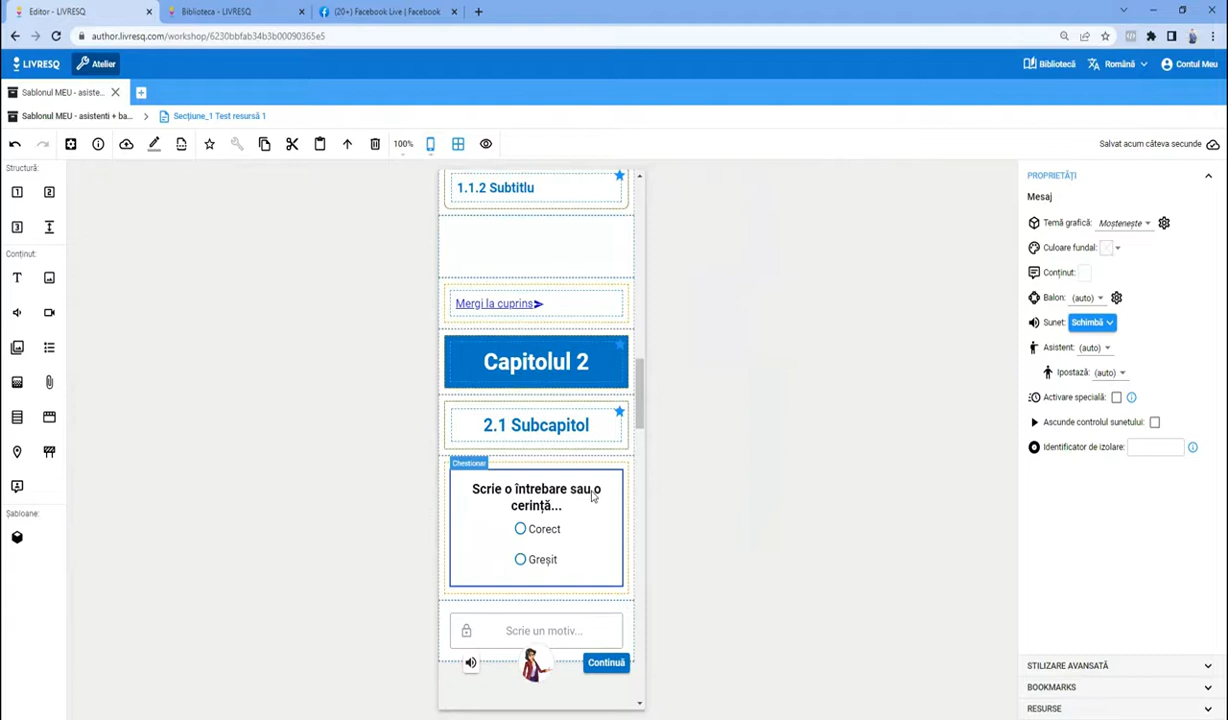 Editor - LIVRESQ
Biblioteca - LIVRESQ
(20+) Facebook Live | Facebook
author.livresq.com/workshop/6230bbfab34b3b00090365e5
LIVRESQ
Atelier
Bibliotecă
Română
Contul Meu
Sablonul MEU - asiste...
Sablonul MEU - asistenti + ba...
Secțiune_1 Test resursă 1
100%
Salvat acum câteva secunde
Structură:
1
2
3
Conținut:
Șabloane:
1.1.2 Subtitlu
Mergi la cuprins
Capitolul 2
2.1 Subcapitol
Chestionar
Scrie o întrebare sau o
cerință...
Corect
Greșit
Scrie un motiv...
Continuă
PROPRIETĂȚI
Mesaj
Temă grafică: Moștenește
Culoare fundal:
Conținut:
Balon: (auto)
Sunet: Schimbă
Asistent: (auto)
Ipostază: (auto)
Activare specială:
Ascunde controlul sunetului:
Identificator de izolare:
STILIZARE AVANSATĂ
BOOKMARKS
RESURSE